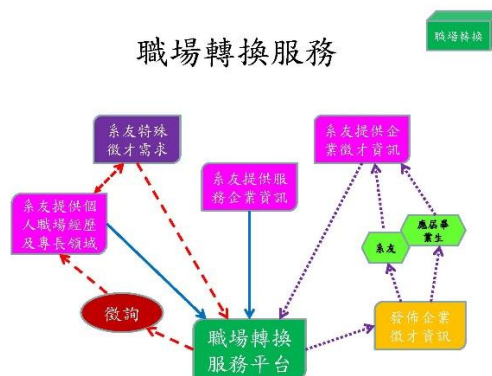 職場轉換服務
職場轉換
系友特殊
徵才需求
系友提供企
業徵才資訊
系友提供服
務企業資訊
系友提供個
人職場經歷
及專長領域
應屆畢
業生
系友
徵詢
發佈企業
徵才資訊
職場轉換
服務平台